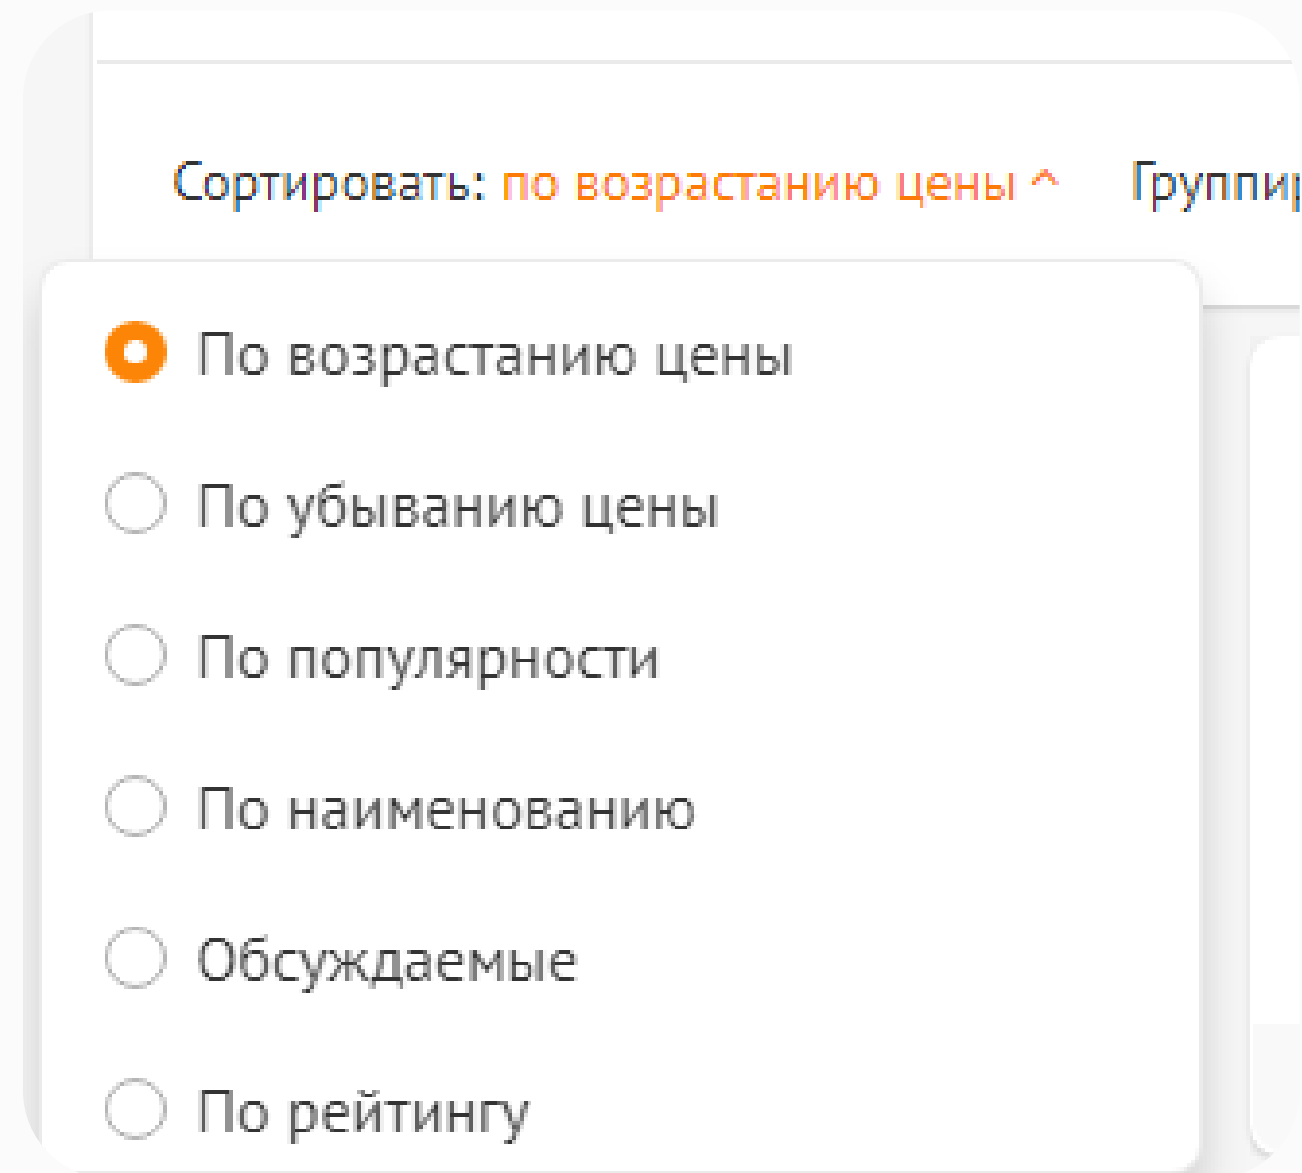 Сортировать: по возрастанию цены ^
По возрастанию цены
По убыванию цены
По популярности
По наименованию
Обсуждаемые
По рейтингу